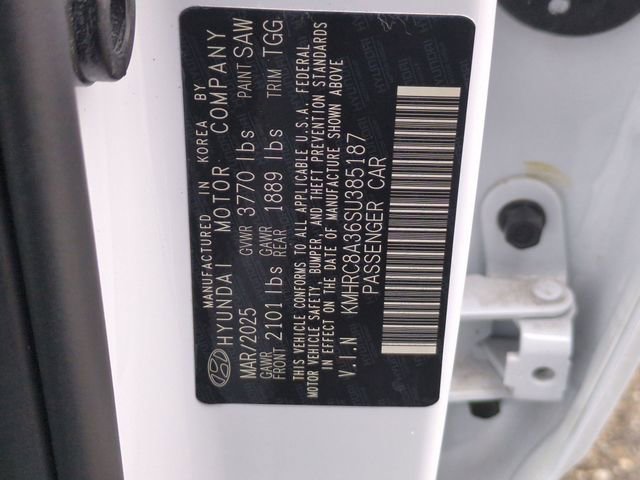 MANUFACTURED IN KOREA BY
HYUNDAI MOTOR COMPANY
MAR/2025 GVWR 3770 lbs PAINT SAW
GAWR FRONT 2101 lbs GAWR REAR 1889 lbs TRIM TGG
THIS VEHICLE CONFORMS TO ALL APPLICABLE U.S.A. FEDERAL
MOTOR VEHICLE SAFETY, BUMPER, AND THEFT PREVENTION STANDARDS
IN EFFECT ON THE DATE OF MANUFACTURE SHOWN ABOVE
V.I.N KMHRC8A36SU385187
PASSENGER CAR